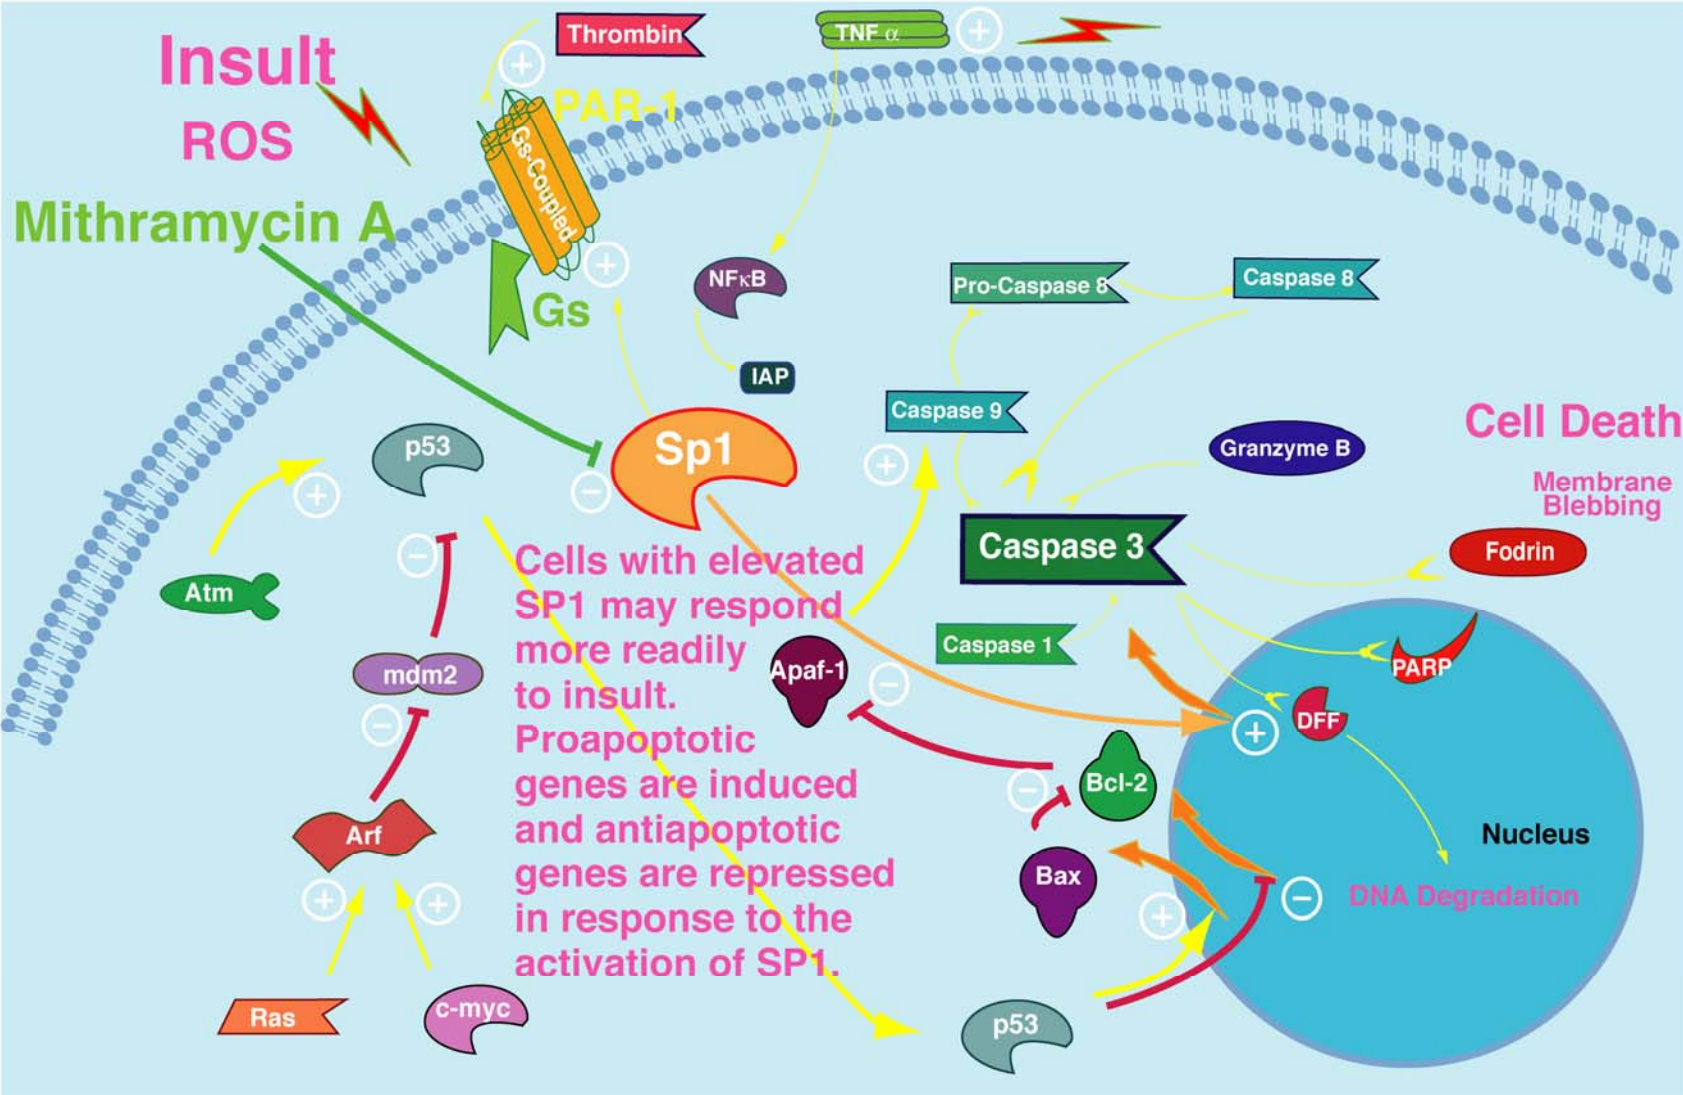 Insult
ROS
Mithramycin A
Thrombin
PAR-1
Gs-Coupled
Gs
TNF α
NFκB
IAP
Pro-Caspase 8
Caspase 8
Caspase 9
Granzyme B
Cell Death
Membrane
Blebbing
Fodrin
p53
Sp1
Caspase 3
Caspase 1
Atm
mdm2
Arf
Ras
c-myc
Cells with elevated
SP1 may respond
more readily
to insult.
Proapoptotic
genes are induced
and antiapoptotic
genes are repressed
in response to the
activation of SP1.
Apaf-1
Bcl-2
Bax
p53
PARP
DFF
Nucleus
DNA Degradation